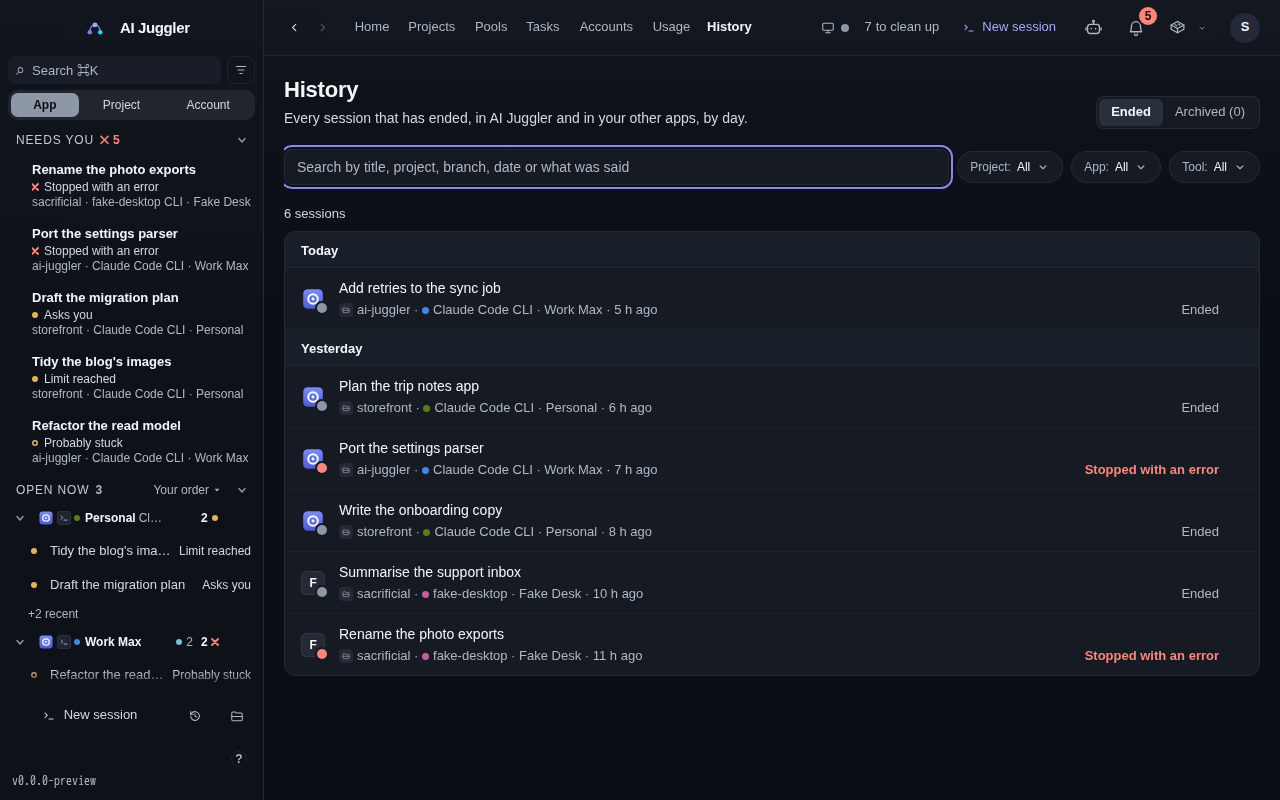 AI Juggler
Search ⌘K
App
Project
Account
NEEDS YOU 5
Rename the photo exports
Stopped with an error
sacrificial · fake-desktop CLI · Fake Desk
Port the settings parser
Stopped with an error
ai-juggler · Claude Code CLI · Work Max
Draft the migration plan
Asks you
storefront · Claude Code CLI · Personal
Tidy the blog's images
Limit reached
storefront · Claude Code CLI · Personal
Refactor the read model
Probably stuck
ai-juggler · Claude Code CLI · Work Max
OPEN NOW 3
Your order
Personal Cl…
2
Tidy the blog's ima…
Limit reached
Draft the migration plan
Asks you
+2 recent
Work Max
2
2
Refactor the read…
Probably stuck
New session
?
v0.0.0-preview
Home
Projects
Pools
Tasks
Accounts
Usage
History
7 to clean up
New session
5
S
History
Every session that has ended, in AI Juggler and in your other apps, by day.
Ended
Archived (0)
Search by title, project, branch, date or what was said
Project: All
App: All
Tool: All
6 sessions
Today
Add retries to the sync job
ai-juggler · Claude Code CLI · Work Max · 5 h ago
Ended
Yesterday
Plan the trip notes app
storefront · Claude Code CLI · Personal · 6 h ago
Ended
Port the settings parser
ai-juggler · Claude Code CLI · Work Max · 7 h ago
Stopped with an error
Write the onboarding copy
storefront · Claude Code CLI · Personal · 8 h ago
Ended
F
Summarise the support inbox
sacrificial · fake-desktop · Fake Desk · 10 h ago
Ended
F
Rename the photo exports
sacrificial · fake-desktop · Fake Desk · 11 h ago
Stopped with an error